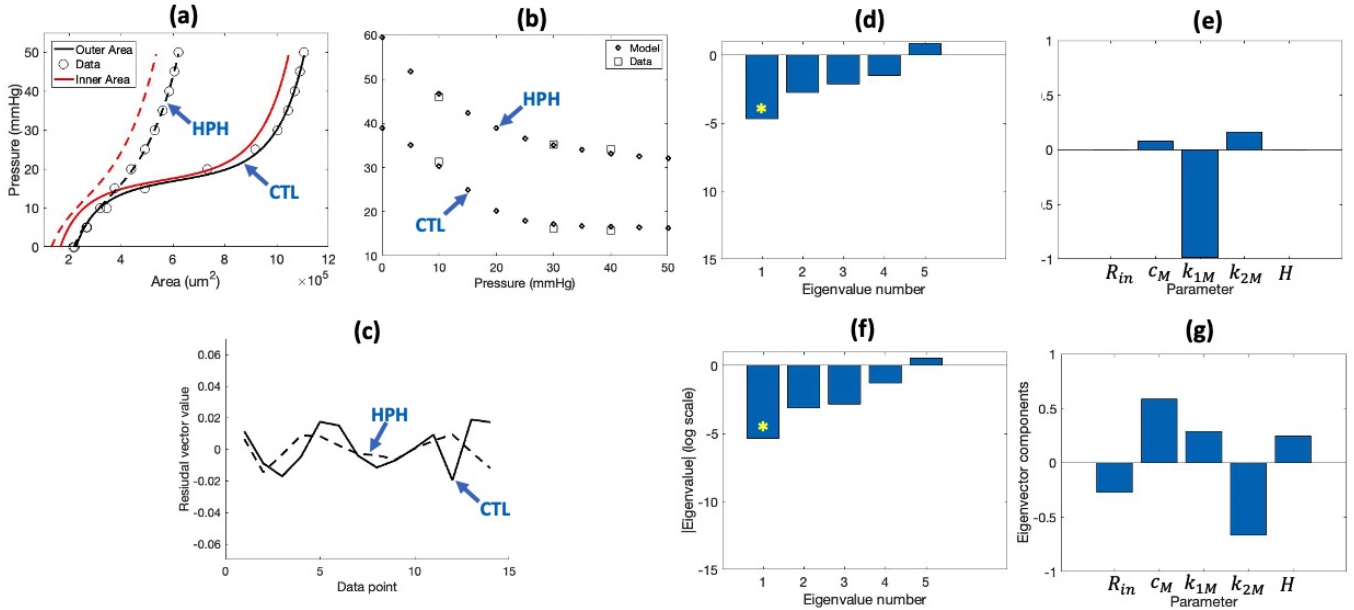 (a)
50
40
30
20
10
0
Pressure (mmHg)
Outer Area
Data
Inner Area
HPH
CTL
2
4
6
8
10
12
Area (um²)
×10⁵
(b)
60
50
40
30
20
10
Model
Data
HPH
CTL
0
10
20
30
40
50
Pressure (mmHg)
(c)
0.06
0.04
0.02
0
-0.02
-0.04
-0.06
Resiudal vector value
HPH
CTL
0
5
10
15
Data point
(d)
0
-5
10
15
*
1
2
3
4
5
Eigenvalue number
(e)
1
0.5
0
-0.5
-1
R_in
c_M
k_1M
k_2M
H
Parameter
(f)
0
-5
-10
-15
|Eigenvalue| (log scale)
*
1
2
3
4
5
Eigenvalue number
(g)
1
0.5
0
-0.5
-1
Eigenvector components
R_in
c_M
k_1M
k_2M
H
Parameter